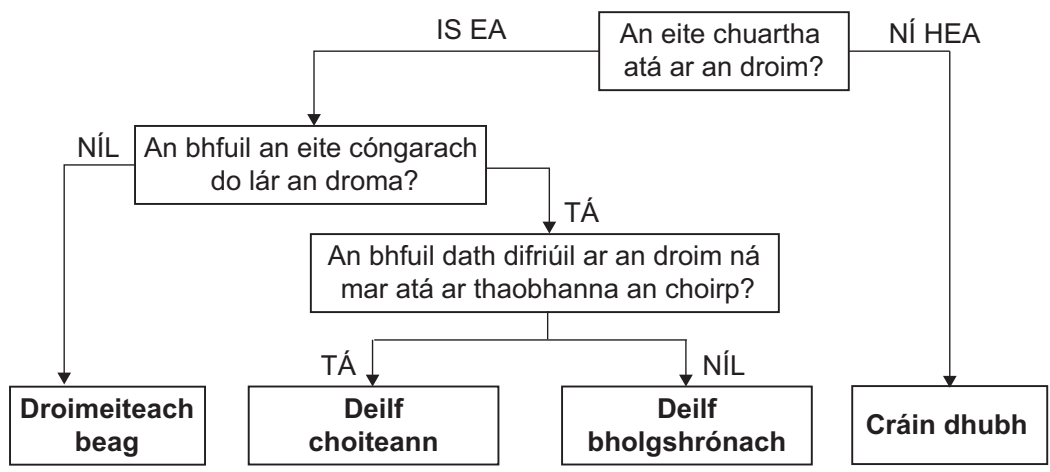 IS EA
An eite chuartha
atá ar an droim?
NÍ HEA
NÍL
An bhfuil an eite cóngarach
do lár an droma?
TÁ
An bhfuil dath difriúil ar an droim ná
mar atá ar thaobhanna an choirp?
TÁ
NÍL
Droimeiteach
beag
Deilf
choiteann
Deilf
bholgshrónach
Cráin dhubh